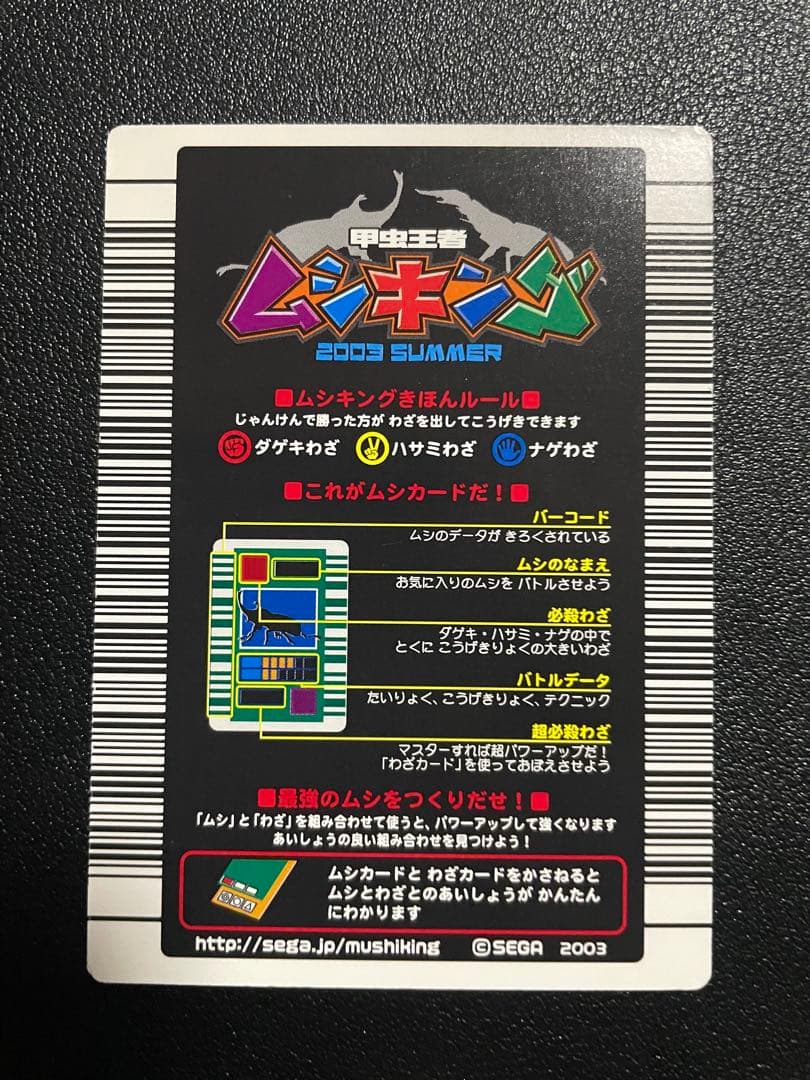 甲虫王者
ムシキング
2003 SUMMER
■ムシキングきほんルール■
じゃんけんで勝った方が わざを出してこうげきできます
ダゲキわざ ハサミわざ ナゲわざ
■これがムシカードだ！■
バーコード
ムシのデータが きろくされている
ムシのなまえ
お気に入りのムシを バトルさせよう
必殺わざ
ダゲキ・ハサミ・ナゲの中で
とくに こうげきりょくの大きいわざ
バトルデータ
たいりょく、こうげきりょく、テクニック
超必殺わざ
マスターすれば超パワーアップだ！
「わざカード」を使っておぼえさせよう
■最強のムシをつくりだせ！■
「ムシ」と「わざ」を組み合わせて使うと、パワーアップして強くなります
あいしょうの良い組み合わせを見つけよう！
ムシカードと わざカードをかさねると
ムシとわざとのあいしょうが かんたん
にわかります
http://sega.jp/mushiking ©SEGA 2003